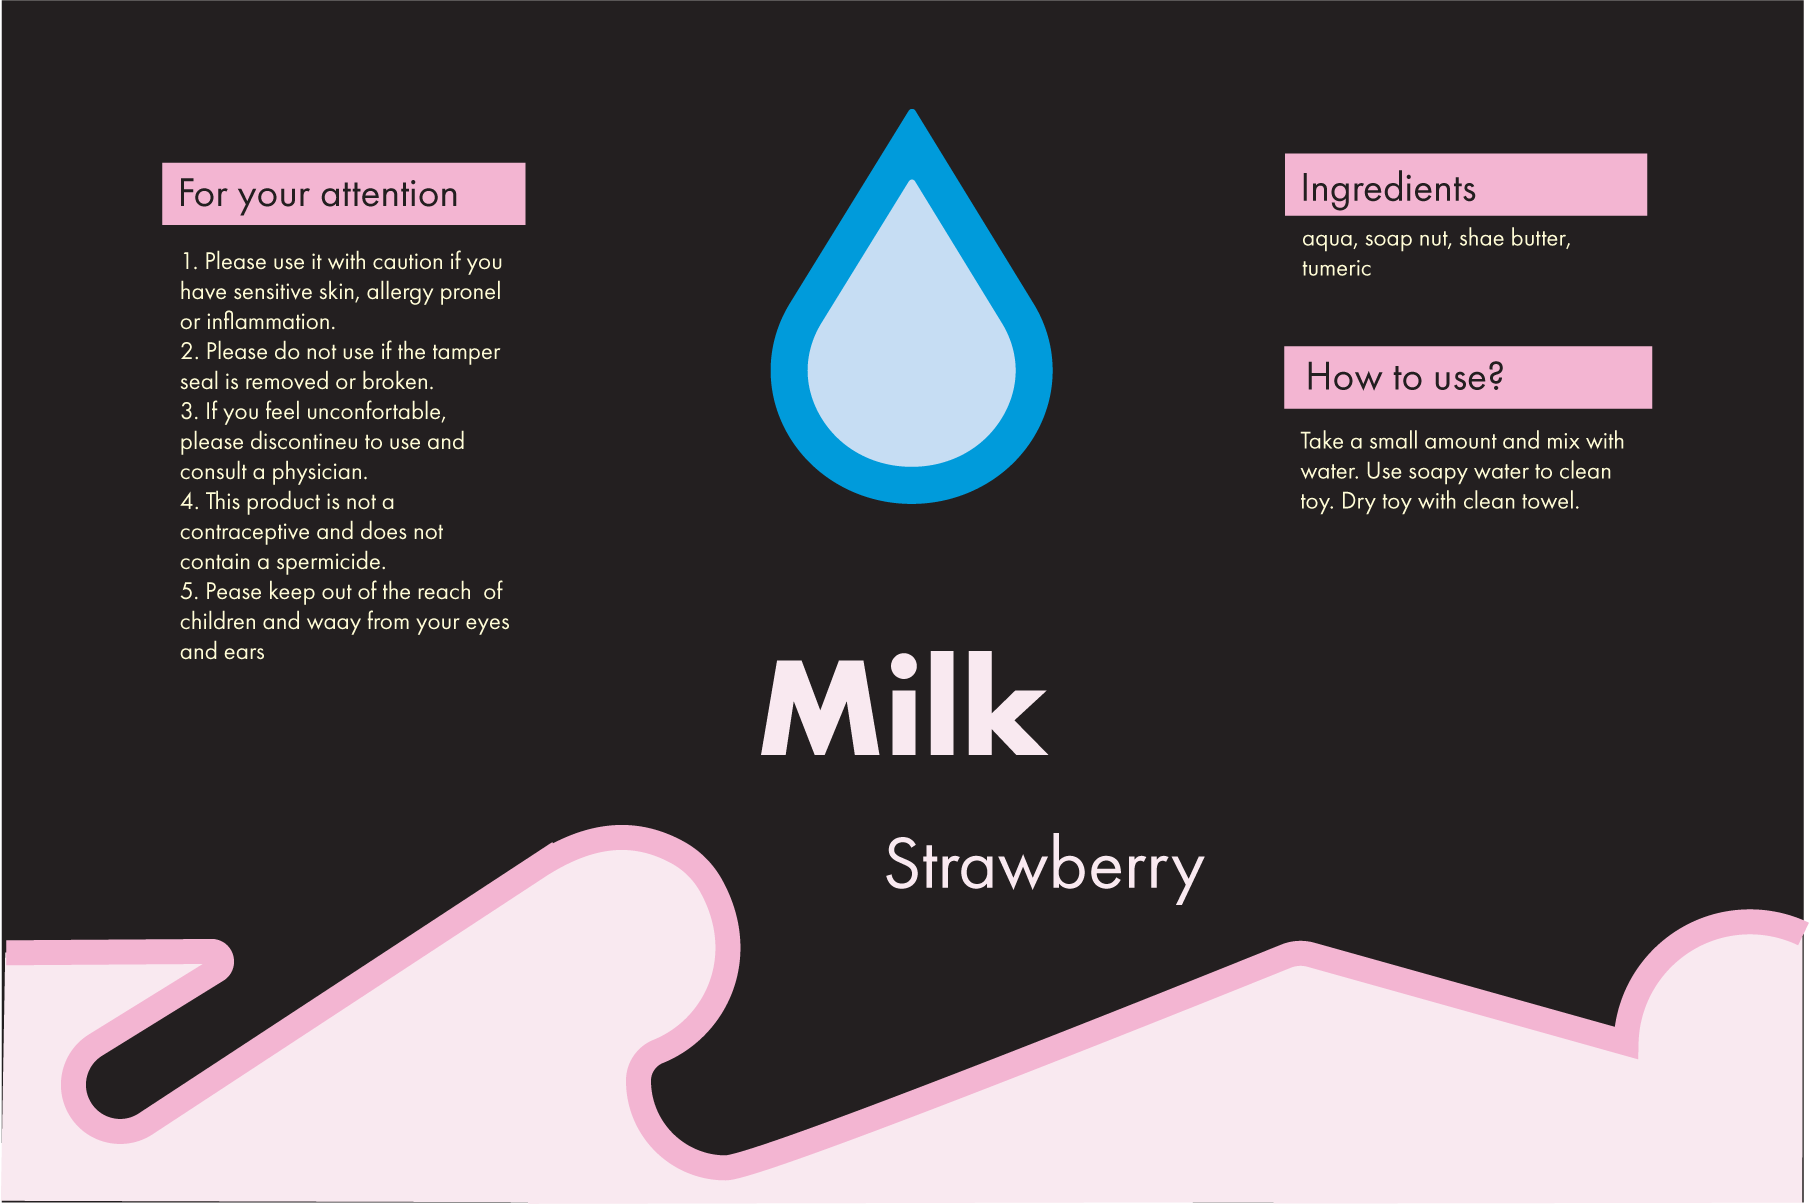 For your attention
1. Please use it with caution if you
have sensitive skin, allergy pronel
or inflammation.
2. Please do not use if the tamper
seal is removed or broken.
3. If you feel unconfortable,
please discontineu to use and
consult a physician.
4. This product is not a
contraceptive and does not
contain a spermicide.
5. Pease keep out of the reach  of
children and waay from your eyes
and ears
Milk
Strawberry
Ingredients
aqua, soap nut, shae butter,
tumeric
How to use?
Take a small amount and mix with
water. Use soapy water to clean
toy. Dry toy with clean towel.